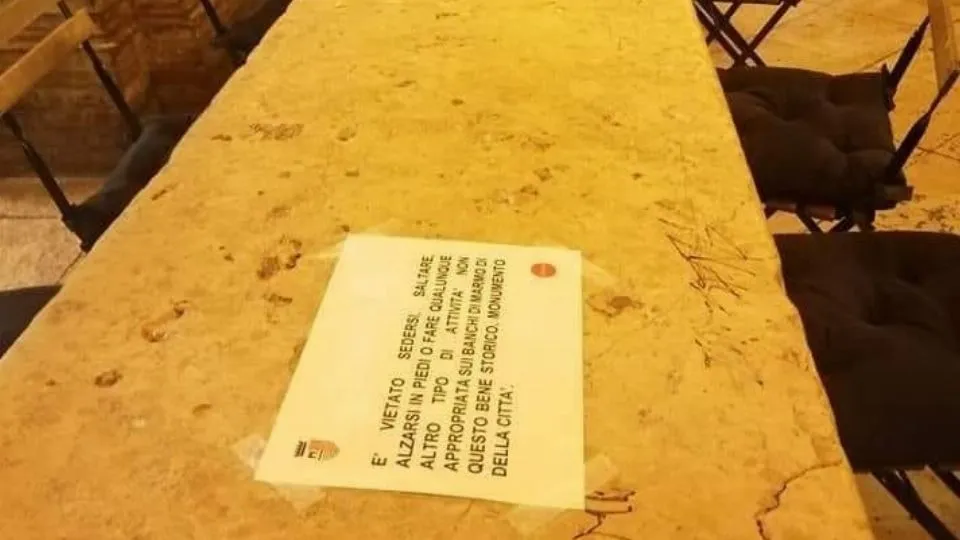 E' VIETATO SEDERSI, SALTARE,
ALZARSI IN PIEDI O FARE QUALUNQUE
ALTRO TIPO DI ATTIVITA' NON
APPROPRIATA SUI BANCHI DI MARMO DI
QUESTO BENE STORICO, MONUMENTO
DELLA CITTA'.